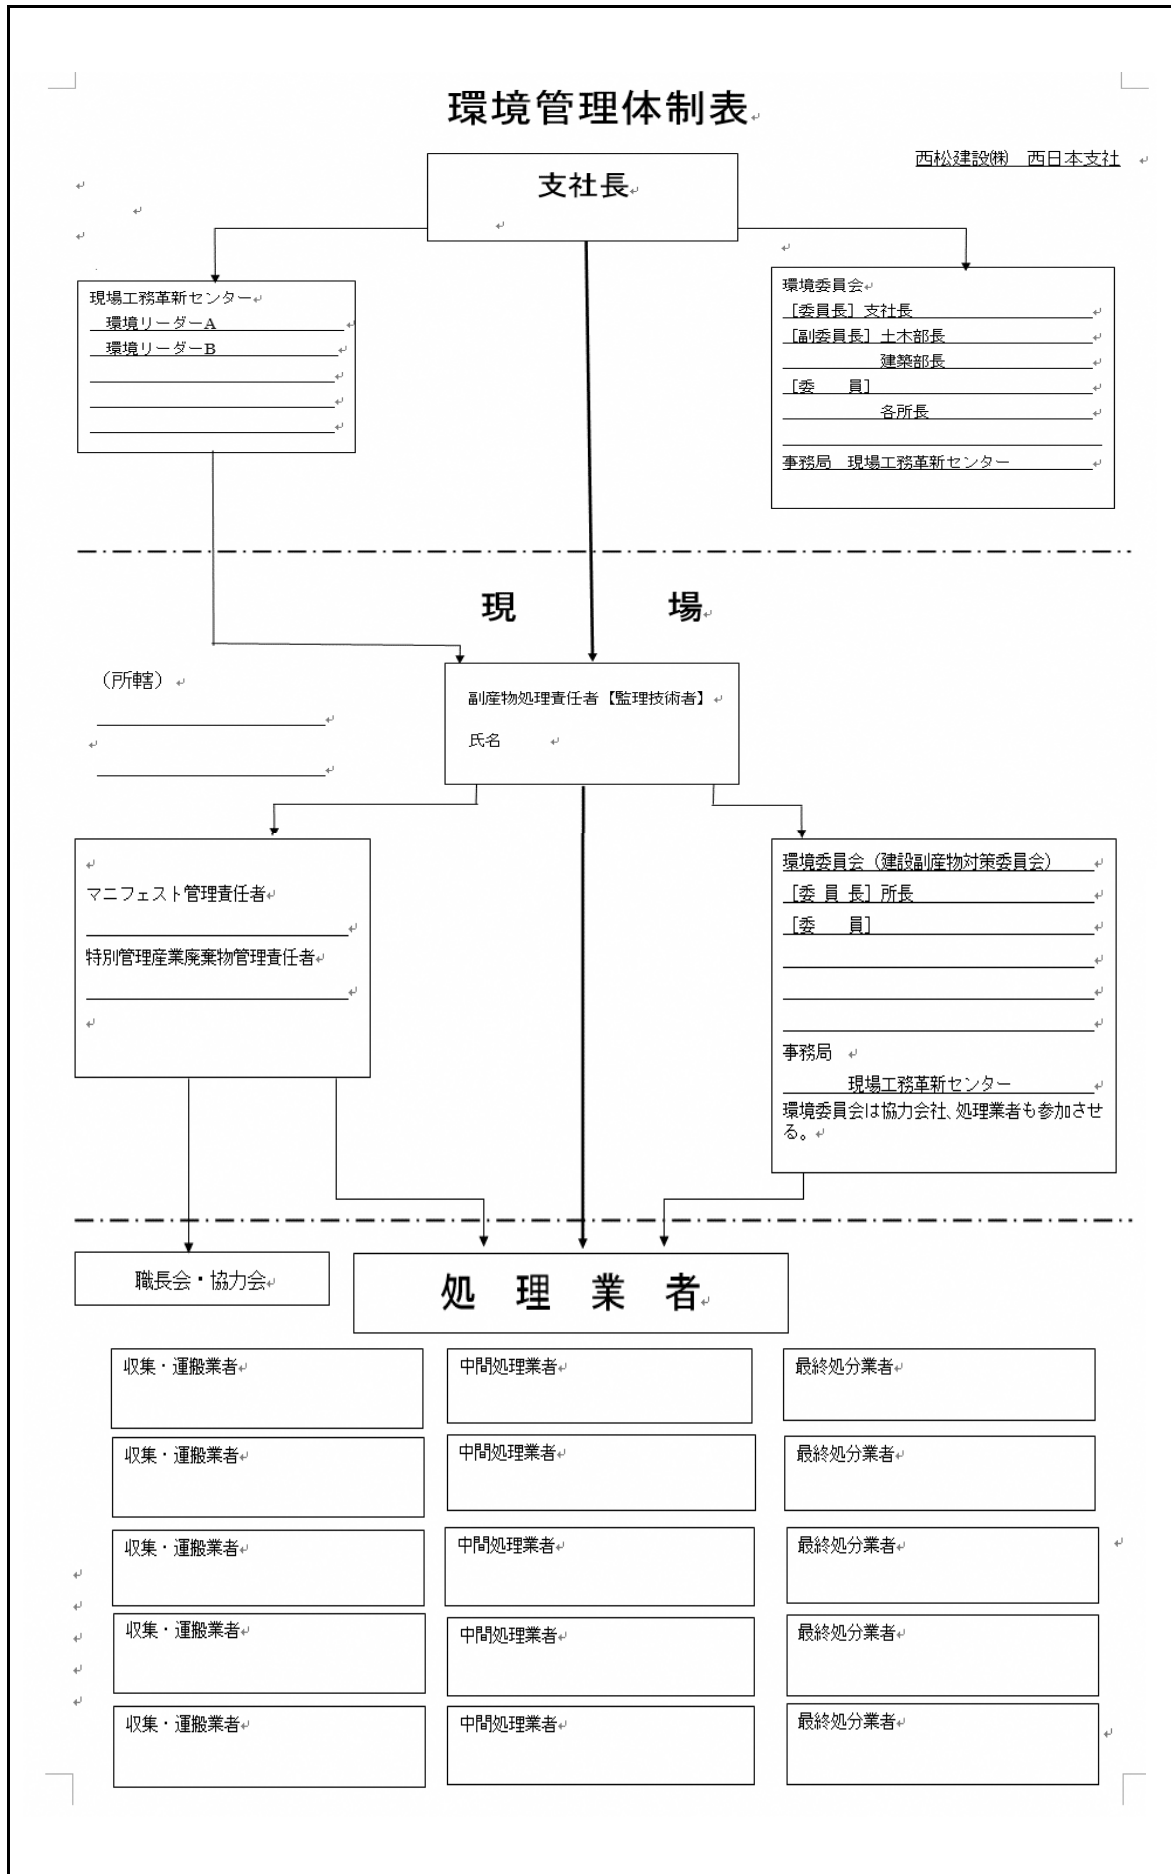 環境管理体制表
西松建設㈱　西日本支社
支社長
現場工務革新センター
環境リーダーA
環境リーダーB
環境委員会
［委員長］支社長
［副委員長］土木部長
建築部長
［委　　員］
各所長
事務局　現場工務革新センター
現　　場
（所轄）
副産物処理責任者【監理技術者】
氏名
マニフェスト管理責任者
特別管理産業廃棄物管理責任者
環境委員会（建設副産物対策委員会）
［委 員 長］所長
［委　　員］
事務局
現場工務革新センター
環境委員会は協力会社、処理業者も参加させ
る。
職長会・協力会
処　理　業　者
収集・運搬業者
中間処理業者
最終処分業者
収集・運搬業者
中間処理業者
最終処分業者
収集・運搬業者
中間処理業者
最終処分業者
収集・運搬業者
中間処理業者
最終処分業者
収集・運搬業者
中間処理業者
最終処分業者